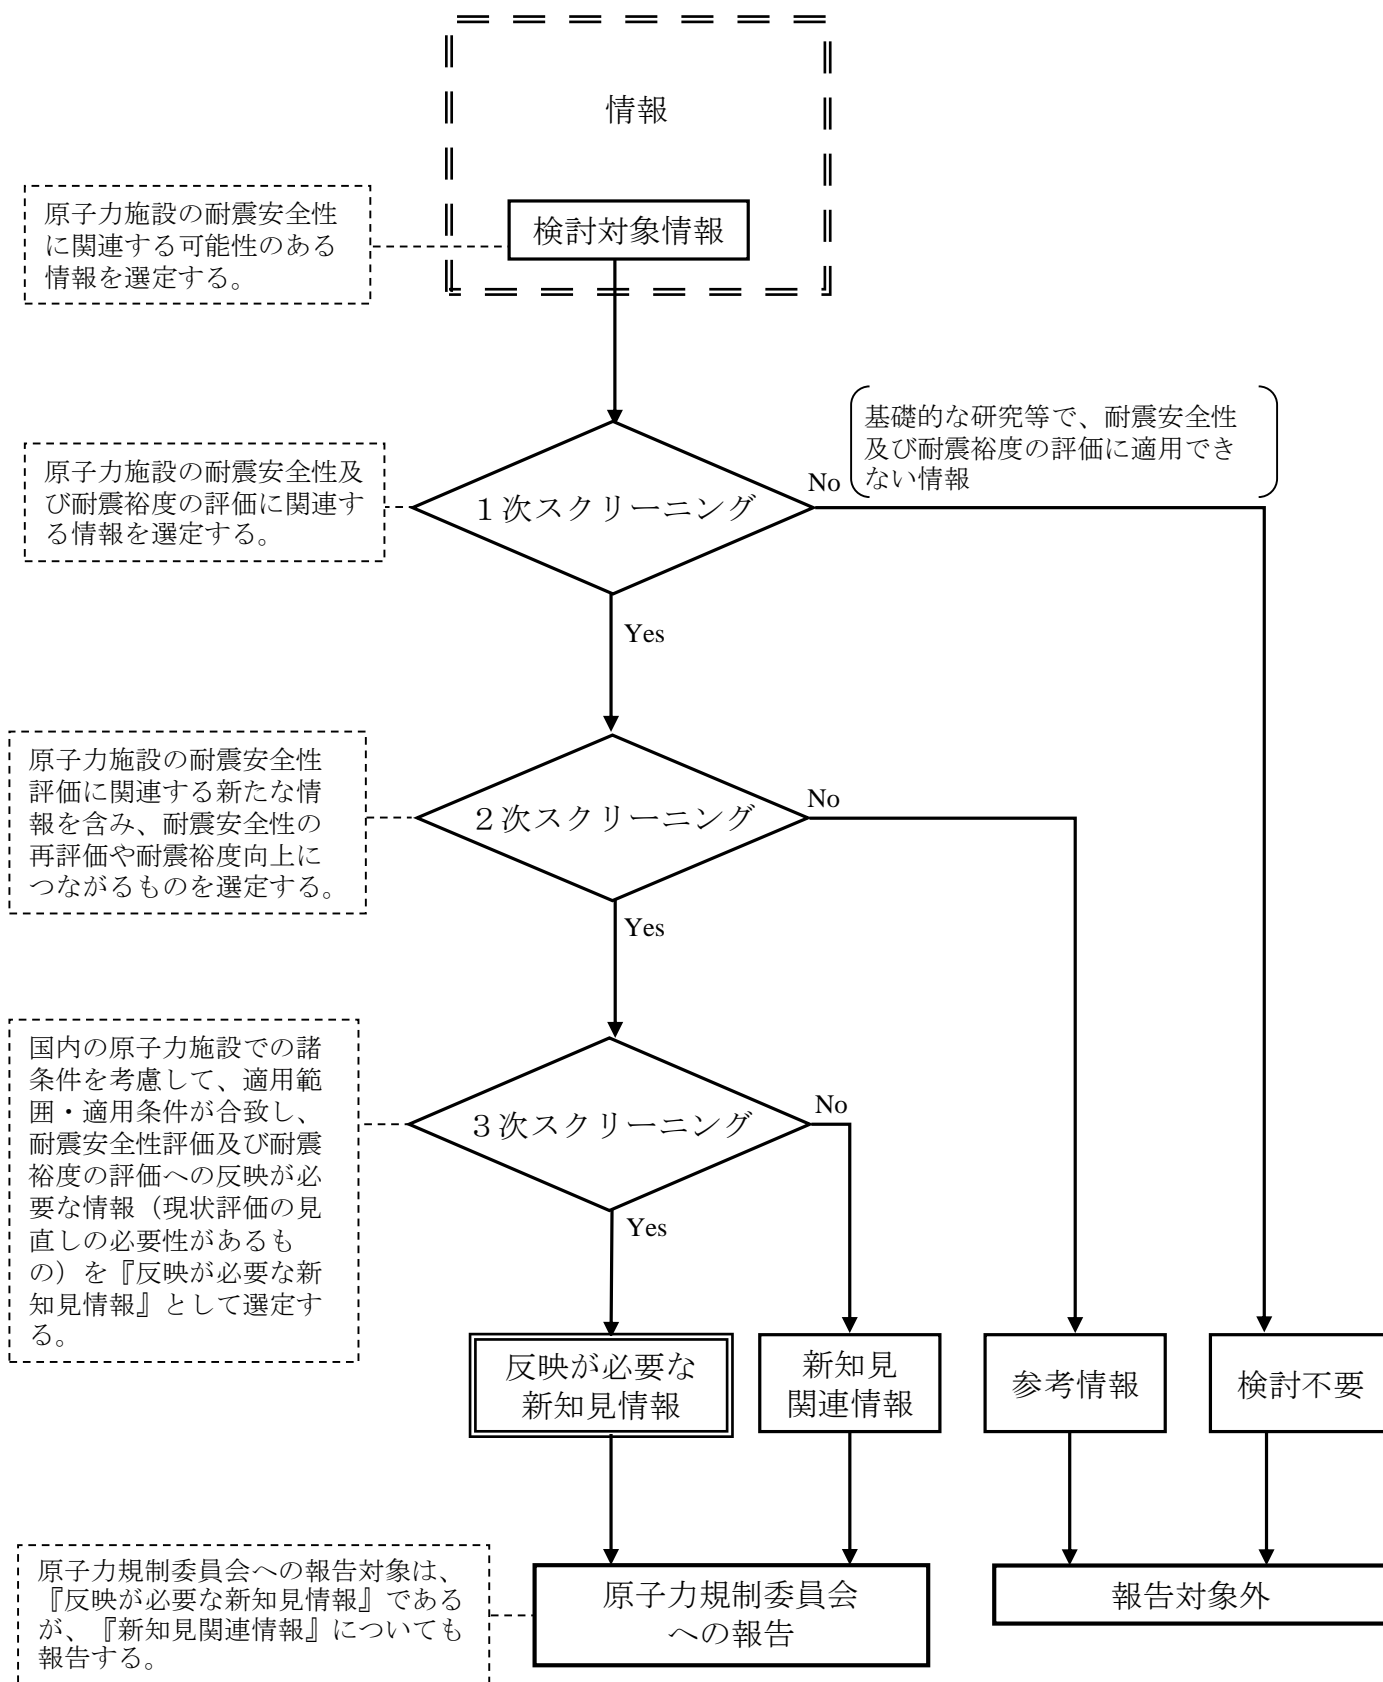 情報
原子力施設の耐震安全性
に関連する可能性のある
情報を選定する。
検討対象情報
基礎的な研究等で、耐震安全性
及び耐震裕度の評価に適用でき
ない情報
原子力施設の耐震安全性及
び耐震裕度の評価に関連す
る情報を選定する。
１次スクリーニング
No
Yes
原子力施設の耐震安全性
評価に関連する新たな情
報を含み、耐震安全性の
再評価や耐震裕度向上に
つながるものを選定する。
２次スクリーニング
No
Yes
国内の原子力施設での諸
条件を考慮して、適用範
囲・適用条件が合致し、
耐震安全性評価及び耐震
裕度の評価への反映が必
要な情報（現状評価の見
直しの必要性があるも
の）を『反映が必要な新
知見情報』として選定す
る。
３次スクリーニング
No
Yes
反映が必要な
新知見情報
新知見
関連情報
参考情報
検討不要
原子力規制委員会への報告対象は、
『反映が必要な新知見情報』である
が、『新知見関連情報』についても
報告する。
原子力規制委員会
への報告
報告対象外